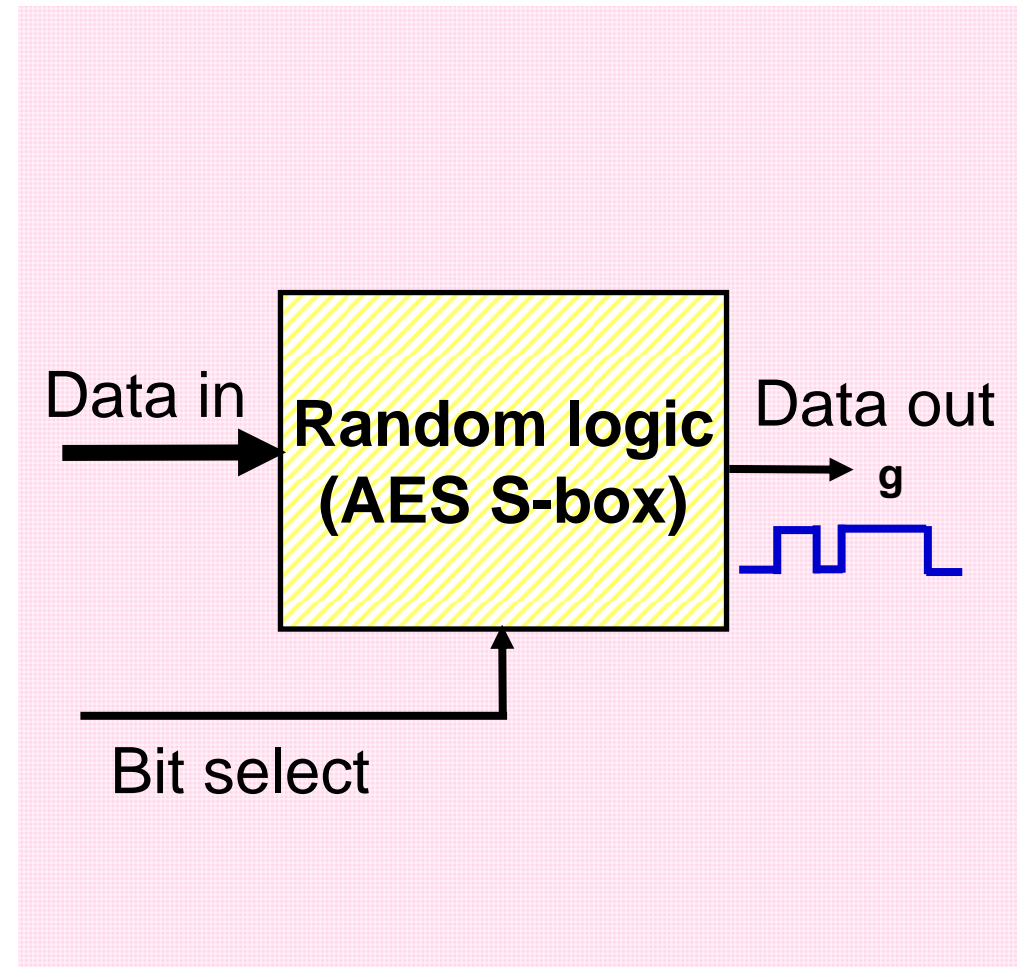 Data in
Random logic
(AES S-box)
Data out
g
Bit select